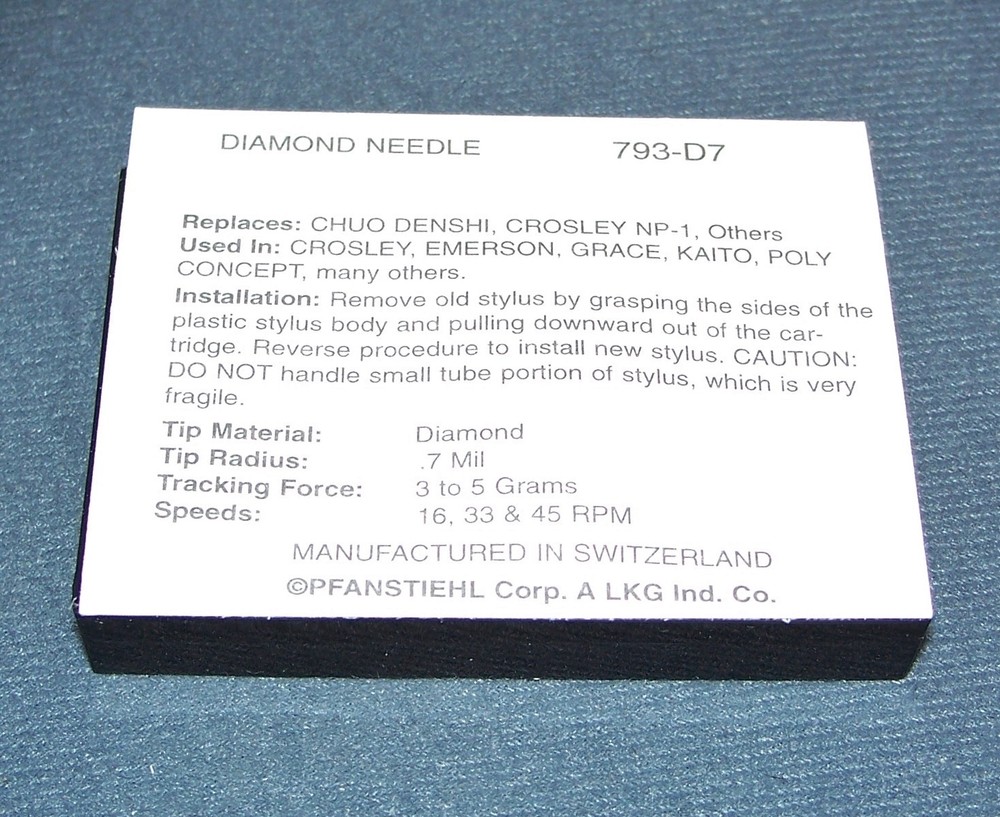 DIAMOND NEEDLE 793-D7
Replaces: CHUO DENSHI, CROSLEY NP-1, Others
Used In: CROSLEY, EMERSON, GRACE, KAITO, POLY
CONCEPT, many others.
Installation: Remove old stylus by grasping the sides of the
plastic stylus body and pulling downward out of the car-
tridge. Reverse procedure to install new stylus. CAUTION:
DO NOT handle small tube portion of stylus, which is very
fragile.
Tip Material: Diamond
Tip Radius: .7 Mil
Tracking Force: 3 to 5 Grams
Speeds: 16, 33 & 45 RPM
MANUFACTURED IN SWITZERLAND
©PFANSTIEHL Corp. A LKG Ind. Co.